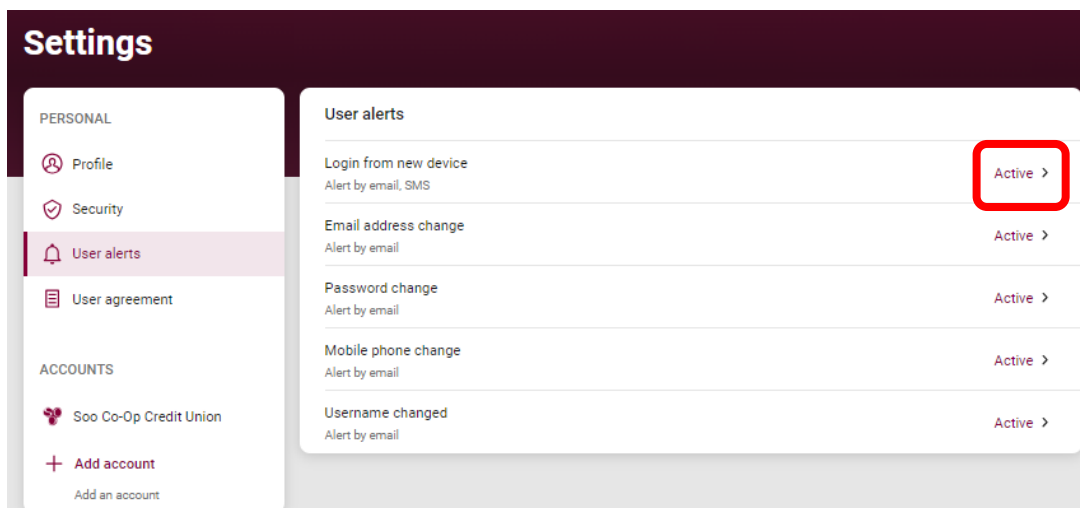 Settings
PERSONAL
Profile
Security
User alerts
User agreement
ACCOUNTS
Soo Co-Op Credit Union
Add account
Add an account
User alerts
Login from new device
Alert by email, SMS
Active
Email address change
Alert by email
Active
Password change
Alert by email
Active
Mobile phone change
Alert by email
Active
Username changed
Alert by email
Active